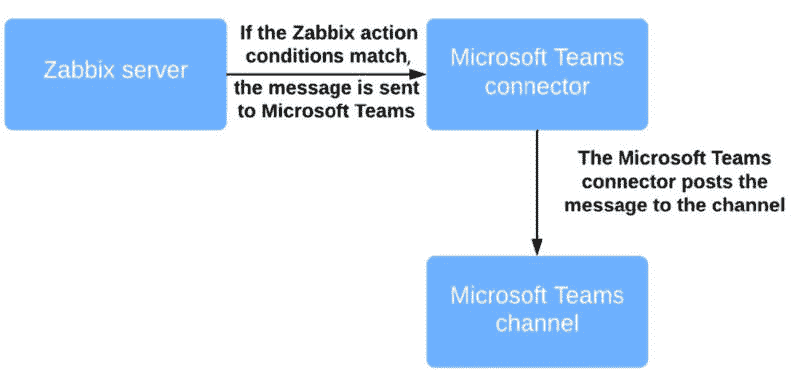 Zabbix server
If the Zabbix action
conditions match,
the message is sent
to Microsoft Teams
Microsoft Teams
connector
The Microsoft Teams
connector posts the
message to the channel
Microsoft Teams
channel